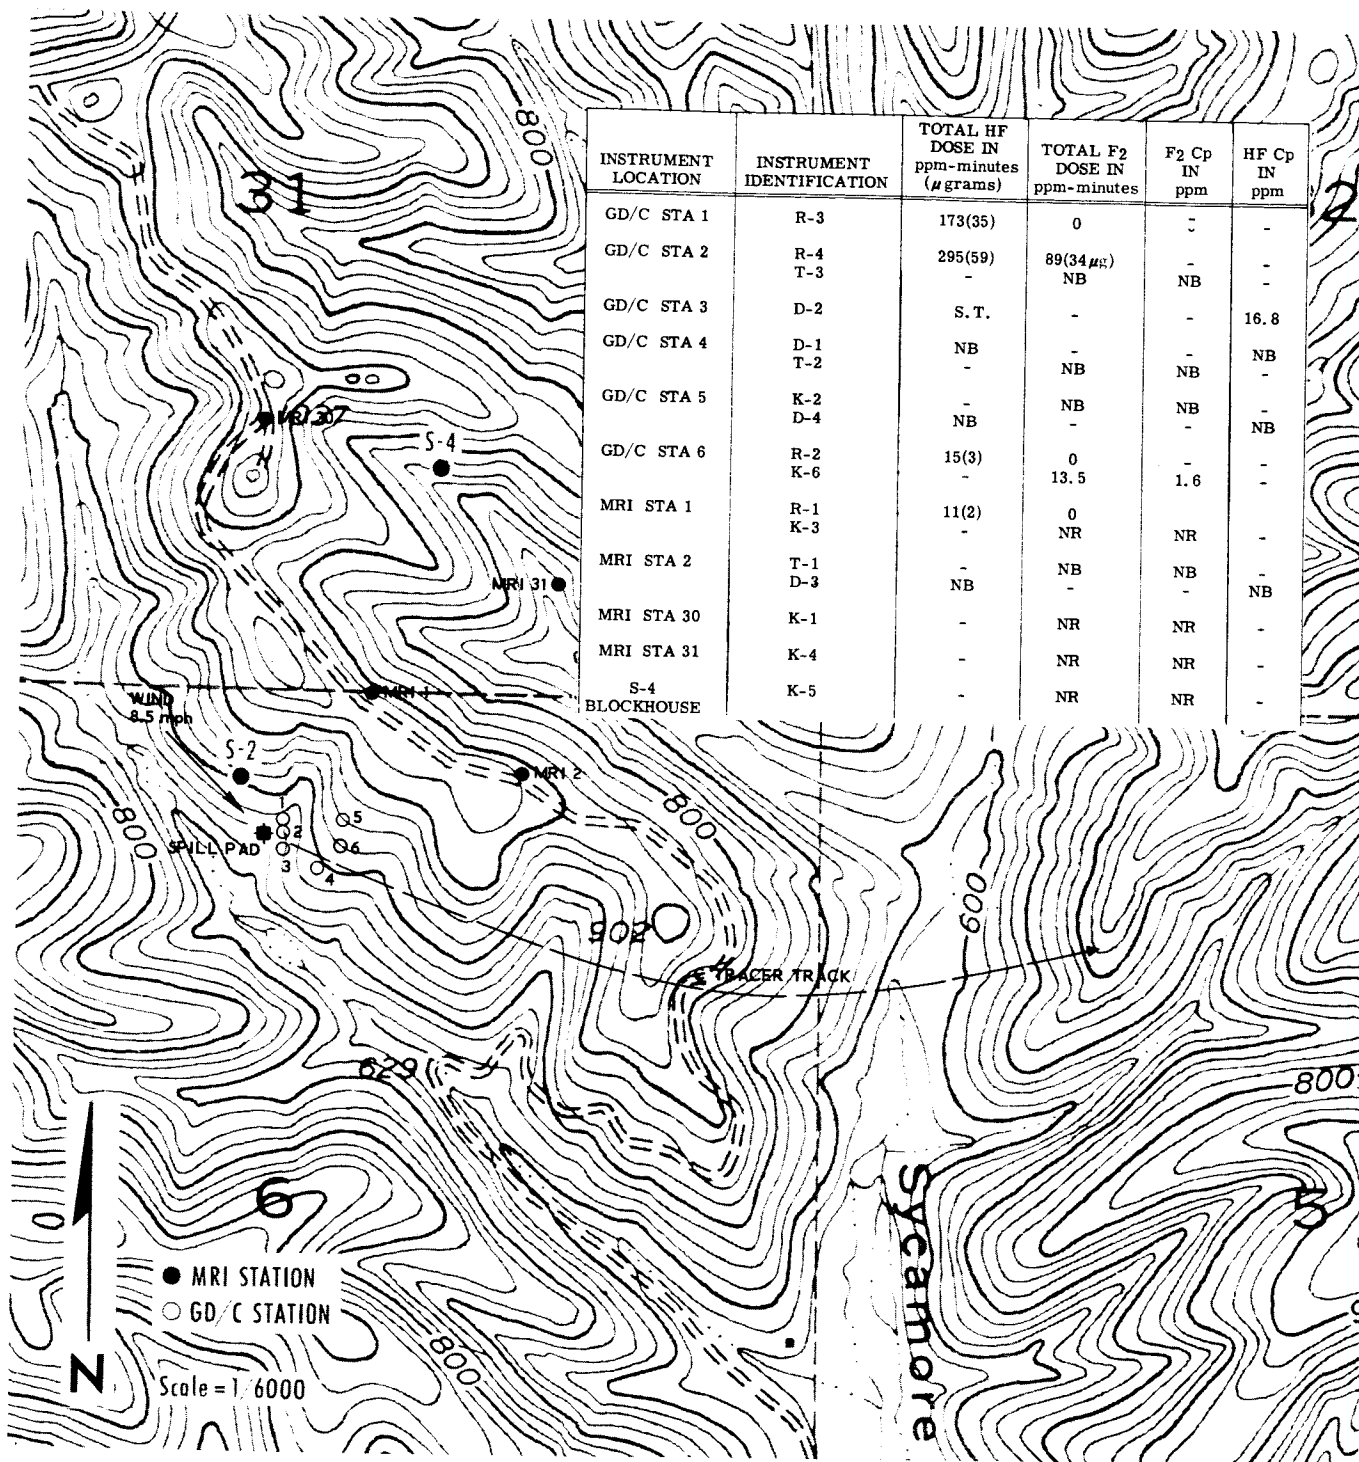 800
31
TOTAL HF
DOSE IN
ppm-minutes
(µgrams)
TOTAL F2
DOSE IN
ppm-minutes
F2 Cp
IN
ppm
HF Cp
IN
ppm
INSTRUMENT
LOCATION
INSTRUMENT
IDENTIFICATION
GD/C STA 1 R-3 173(35) 0 - -
GD/C STA 2 R-4 295(59) 89(34µg) - -
T-3 - NB NB -
GD/C STA 3 D-2 S.T. - - 16.8
GD/C STA 4 D-1 NB - - NB
T-2 - NB NB -
GD/C STA 5 K-2 - NB NB -
D-4 NB - - NB
GD/C STA 6 R-2 15(3) 0 - -
K-6 - 13.5 1.6 -
MRI STA 1 R-1 11(2) 0
K-3 - NR NR -
MRI STA 2 T-1 - NB NB -
D-3 NB - - NB
MRI STA 30 K-1 - NR NR -
MRI STA 31 K-4 - NR NR -
S-4
BLOCKHOUSE K-5 - NR NR -
2
S-4
MRI 31
MRI 1
WIND
8.5 mph
S-2
MRI 2
800
800
1
2
3
4
5
6
SPILL PAD
600
902
TRACER TRACK
629
800
6
5
Sycamore
MRI STATION
GD/C STATION
800
N
Scale = 1/6000